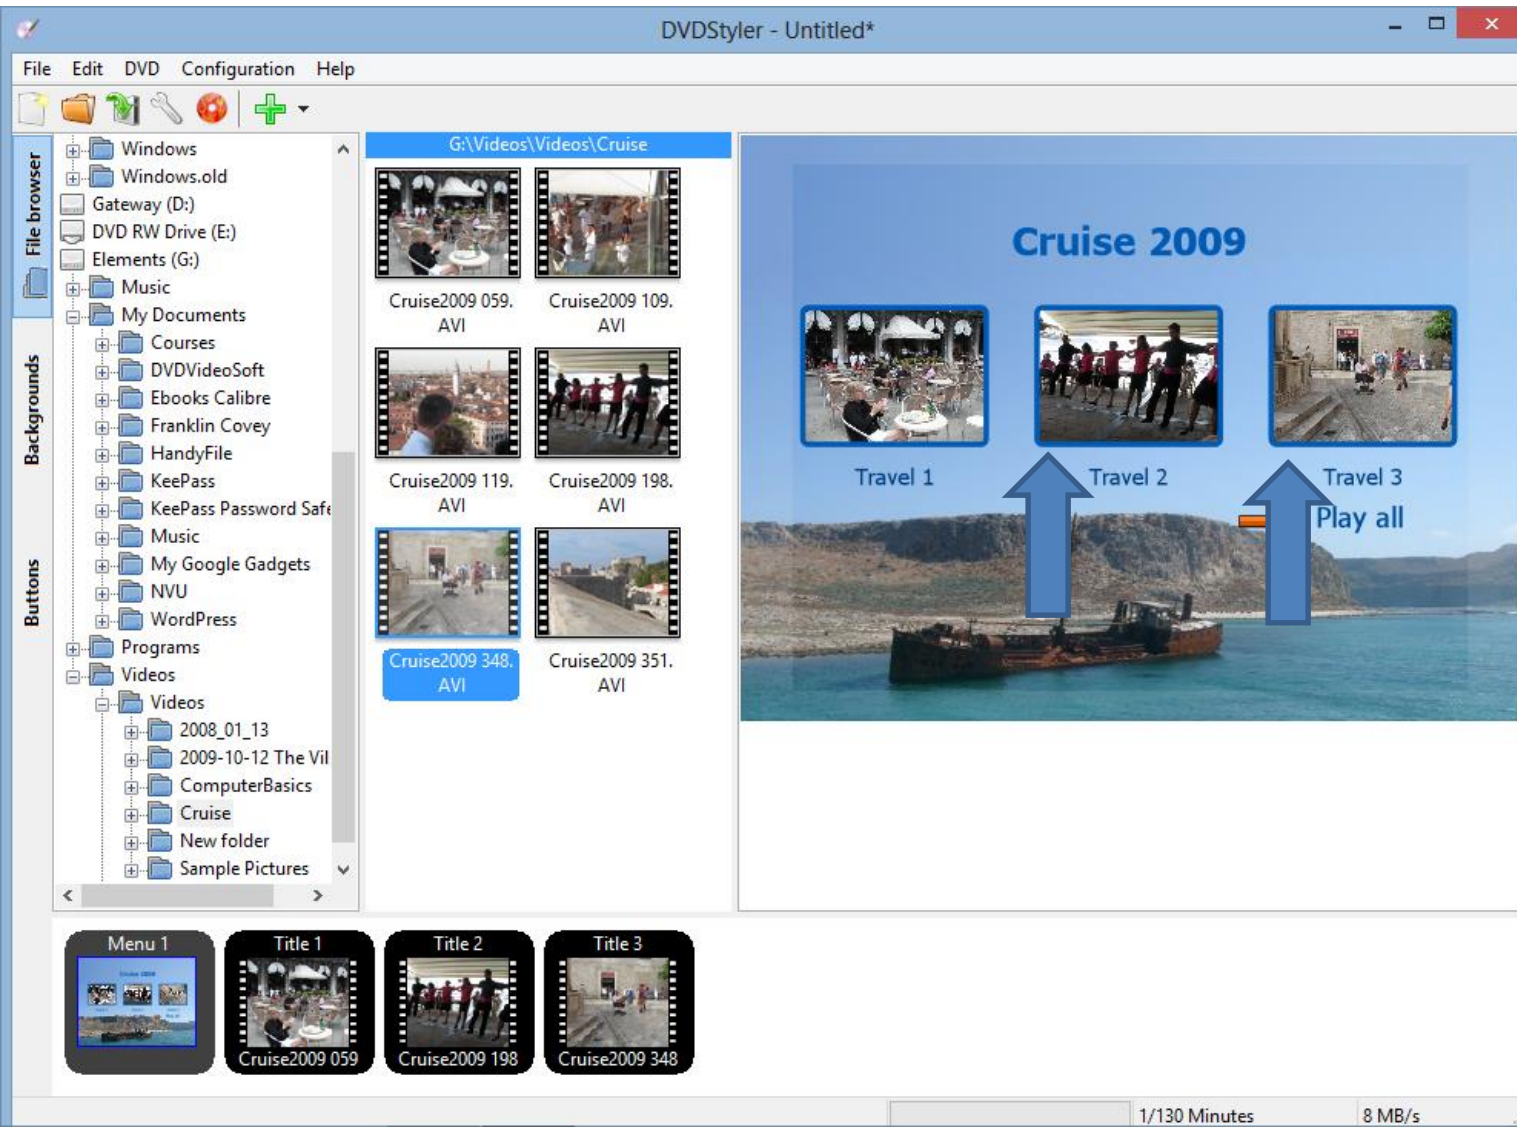 DVDStyler - Untitled*
File Edit DVD Configuration Help
File browser
Backgrounds
Buttons
Windows
Windows.old
Gateway (D:)
DVD RW Drive (E:)
Elements (G:)
Music
My Documents
Courses
DVDVideoSoft
Ebooks Calibre
Franklin Covey
HandyFile
KeePass
KeePass Password Safe
Music
My Google Gadgets
NVU
WordPress
Programs
Videos
Videos
2008_01_13
2009-10-12 The Vil
ComputerBasics
Cruise
New folder
Sample Pictures
G:\Videos\Videos\Cruise
Cruise2009 059.
AVI
Cruise2009 109.
AVI
Cruise2009 119.
AVI
Cruise2009 198.
AVI
Cruise2009 348.
AVI
Cruise2009 351.
AVI
Cruise 2009
Travel 1 Travel 2 Travel 3
Play all
Menu 1
Cruise 2009
Title 1
Cruise2009 059
Title 2
Cruise2009 198
Title 3
Cruise2009 348
1/130 Minutes 8 MB/s